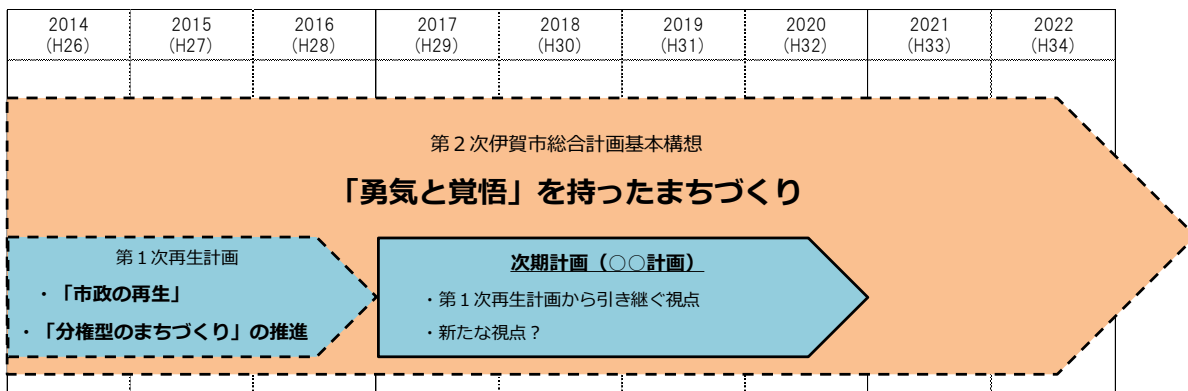 2014 2015 2016 2017 2018 2019 2020 2021 2022
(H26) (H27) (H28) (H29) (H30) (H31) (H32) (H33) (H34)
第２次伊賀市総合計画基本構想
「勇気と覚悟」を持ったまちづくり
第１次再生計画
・「市政の再生」
・「分権型のまちづくり」の推進
次期計画（○○計画）
・第１次再生計画から引き継ぐ視点
・新たな視点？